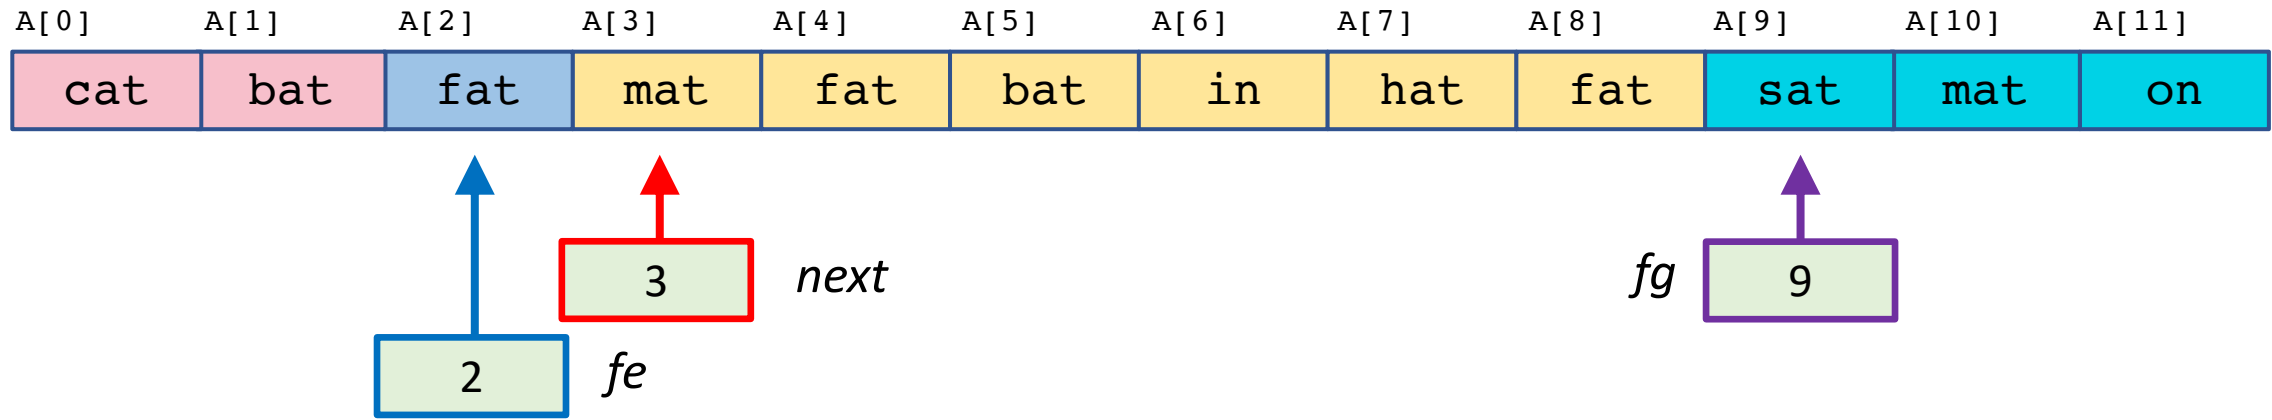 A[0] A[1] A[2] A[3] A[4] A[5] A[6] A[7] A[8] A[9] A[10] A[11]
cat bat fat mat fat bat in hat fat sat mat on
3 next fg 9
2 fe